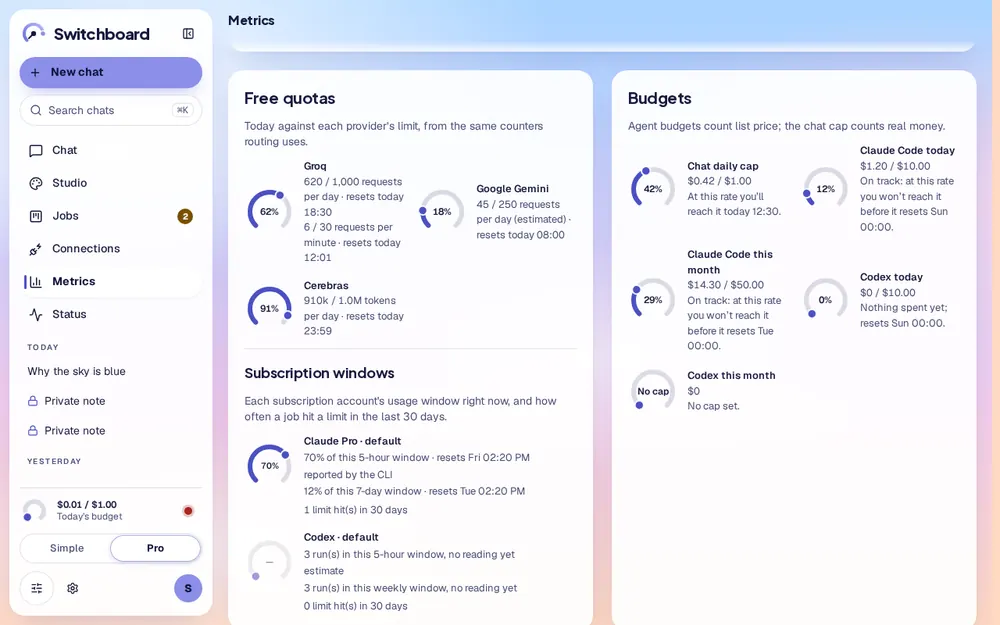 Switchboard
New chat
Search chats
⌘K
Chat
Studio
Jobs
2
Connections
Metrics
Status
TODAY
Why the sky is blue
Private note
Private note
YESTERDAY
$0.01 / $1.00
Today's budget
Simple
Pro
S
Metrics
Free quotas
Today against each provider's limit, from the same counters
routing uses.
62%
Groq
620 / 1,000 requests
per day · resets today
18:30
6 / 30 requests per
minute · resets today
12:01
18%
Google Gemini
45 / 250 requests
per day (estimated) ·
resets today 08:00
91%
Cerebras
910k / 1.0M tokens
per day · resets today
23:59
Subscription windows
Each subscription account's usage window right now, and how
often a job hit a limit in the last 30 days.
70%
Claude Pro · default
70% of this 5-hour window · resets Fri 02:20 PM
reported by the CLI
12% of this 7-day window · resets Tue 02:20 PM
1 limit hit(s) in 30 days
—
Codex · default
3 run(s) in this 5-hour window, no reading yet
estimate
3 run(s) in this weekly window, no reading yet
0 limit hit(s) in 30 days
Budgets
Agent budgets count list price; the chat cap counts real money.
42%
Chat daily cap
$0.42 / $1.00
At this rate you'll
reach it today 12:30.
12%
Claude Code today
$1.20 / $10.00
On track: at this rate
you won't reach it
before it resets Sun
00:00.
29%
Claude Code this
month
$14.30 / $50.00
On track: at this rate
you won't reach it
before it resets Tue
00:00.
0%
Codex today
$0 / $10.00
Nothing spent yet;
resets Sun 00:00.
No cap
Codex this month
$0
No cap set.